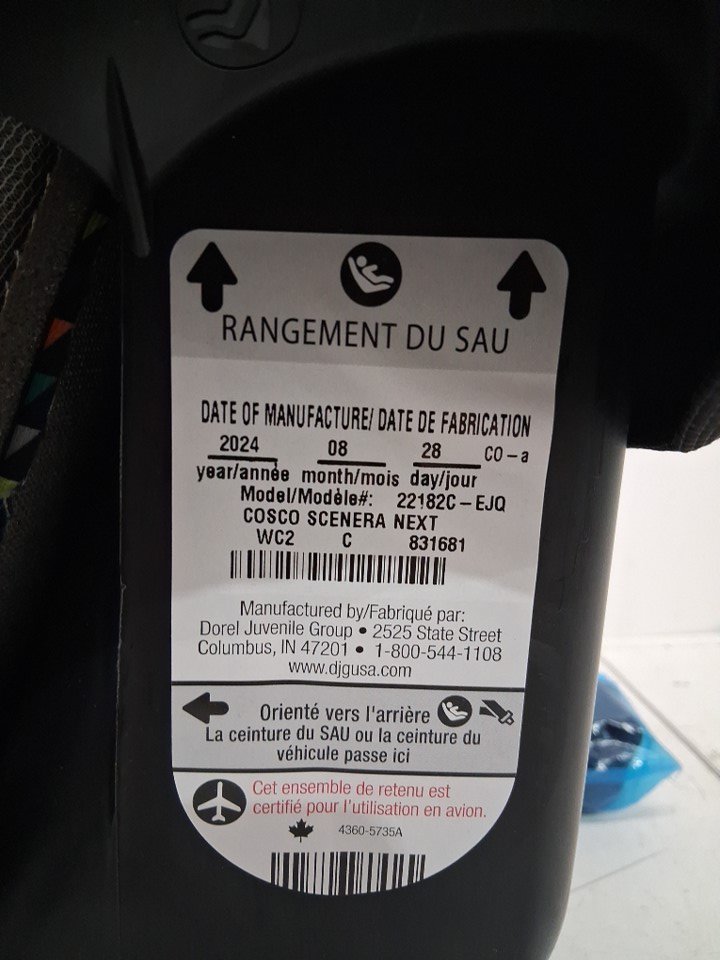 RANGEMENT DU SAU
DATE OF MANUFACTURE/ DATE DE FABRICATION
2024 08 28 CO-a
year/année month/mois day/jour
Model/Modèle#: 22182C-EJQ
COSCO SCENERA NEXT
WC2 C 831681
Manufactured by/Fabriqué par:
Dorel Juvenile Group • 2525 State Street
Columbus, IN 47201 • 1-800-544-1108
www.djgusa.com
Orienté vers l'arrière
La ceinture du SAU ou la ceinture du
véhicule passe ici
Cet ensemble de retenu est
certifié pour l'utilisation en avion.
4360-5735A